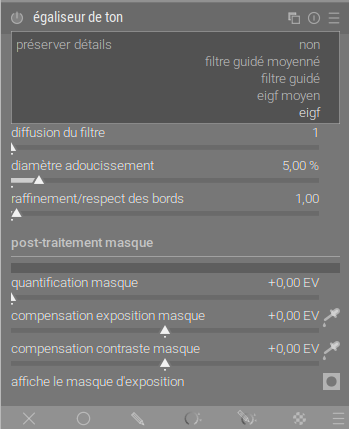 égaliseur de ton
préserver détails non
filtre guidé moyenné
filtre guidé
eigf moyen
eigf
diffusion du filtre 1
diamètre adoucissement 5,00 %
raffinement/respect des bords 1,00
post-traitement masque
quantification masque +0,00 EV
compensation exposition masque +0,00 EV
compensation contraste masque +0,00 EV
affiche le masque d'exposition